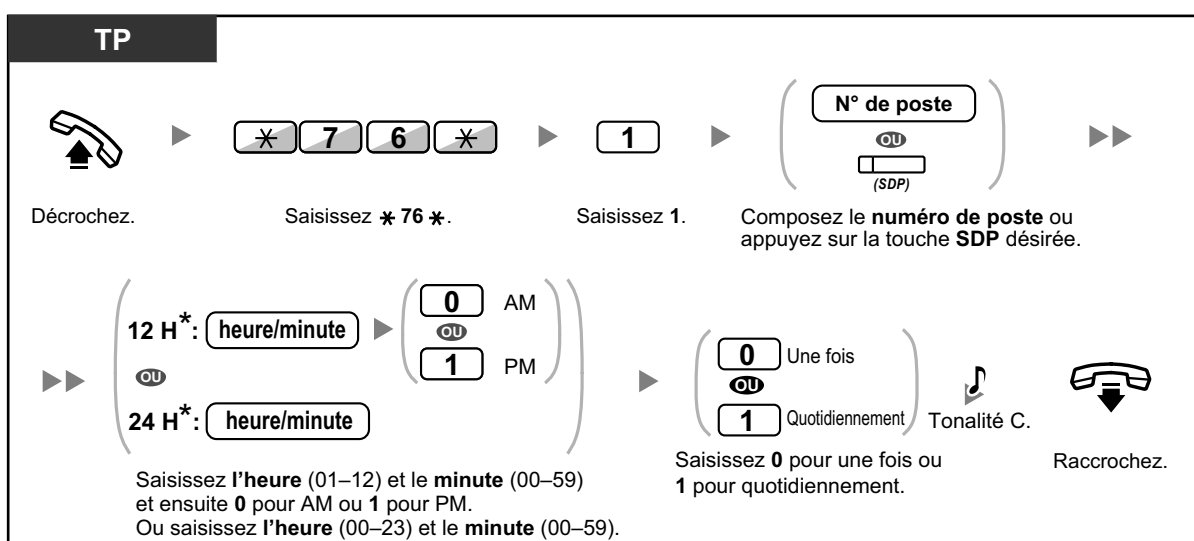 TP
N° de poste
OU
(SDP)
* 7 6 *
1
Décrochez.
Saisissez * 76 *.
Saisissez 1.
Composez le numéro de poste ou
appuyez sur la touche SDP désirée.
12 H*: heure/minute
0 AM
OU
1 PM
OU
24 H*: heure/minute
0 Une fois
OU
1 Quotidiennement
Tonalité C.
Saisissez l'heure (01–12) et le minute (00–59)
et ensuite 0 pour AM ou 1 pour PM.
Ou saisissez l'heure (00–23) et le minute (00–59).
Saisissez 0 pour une fois ou
1 pour quotidiennement.
Raccrochez.